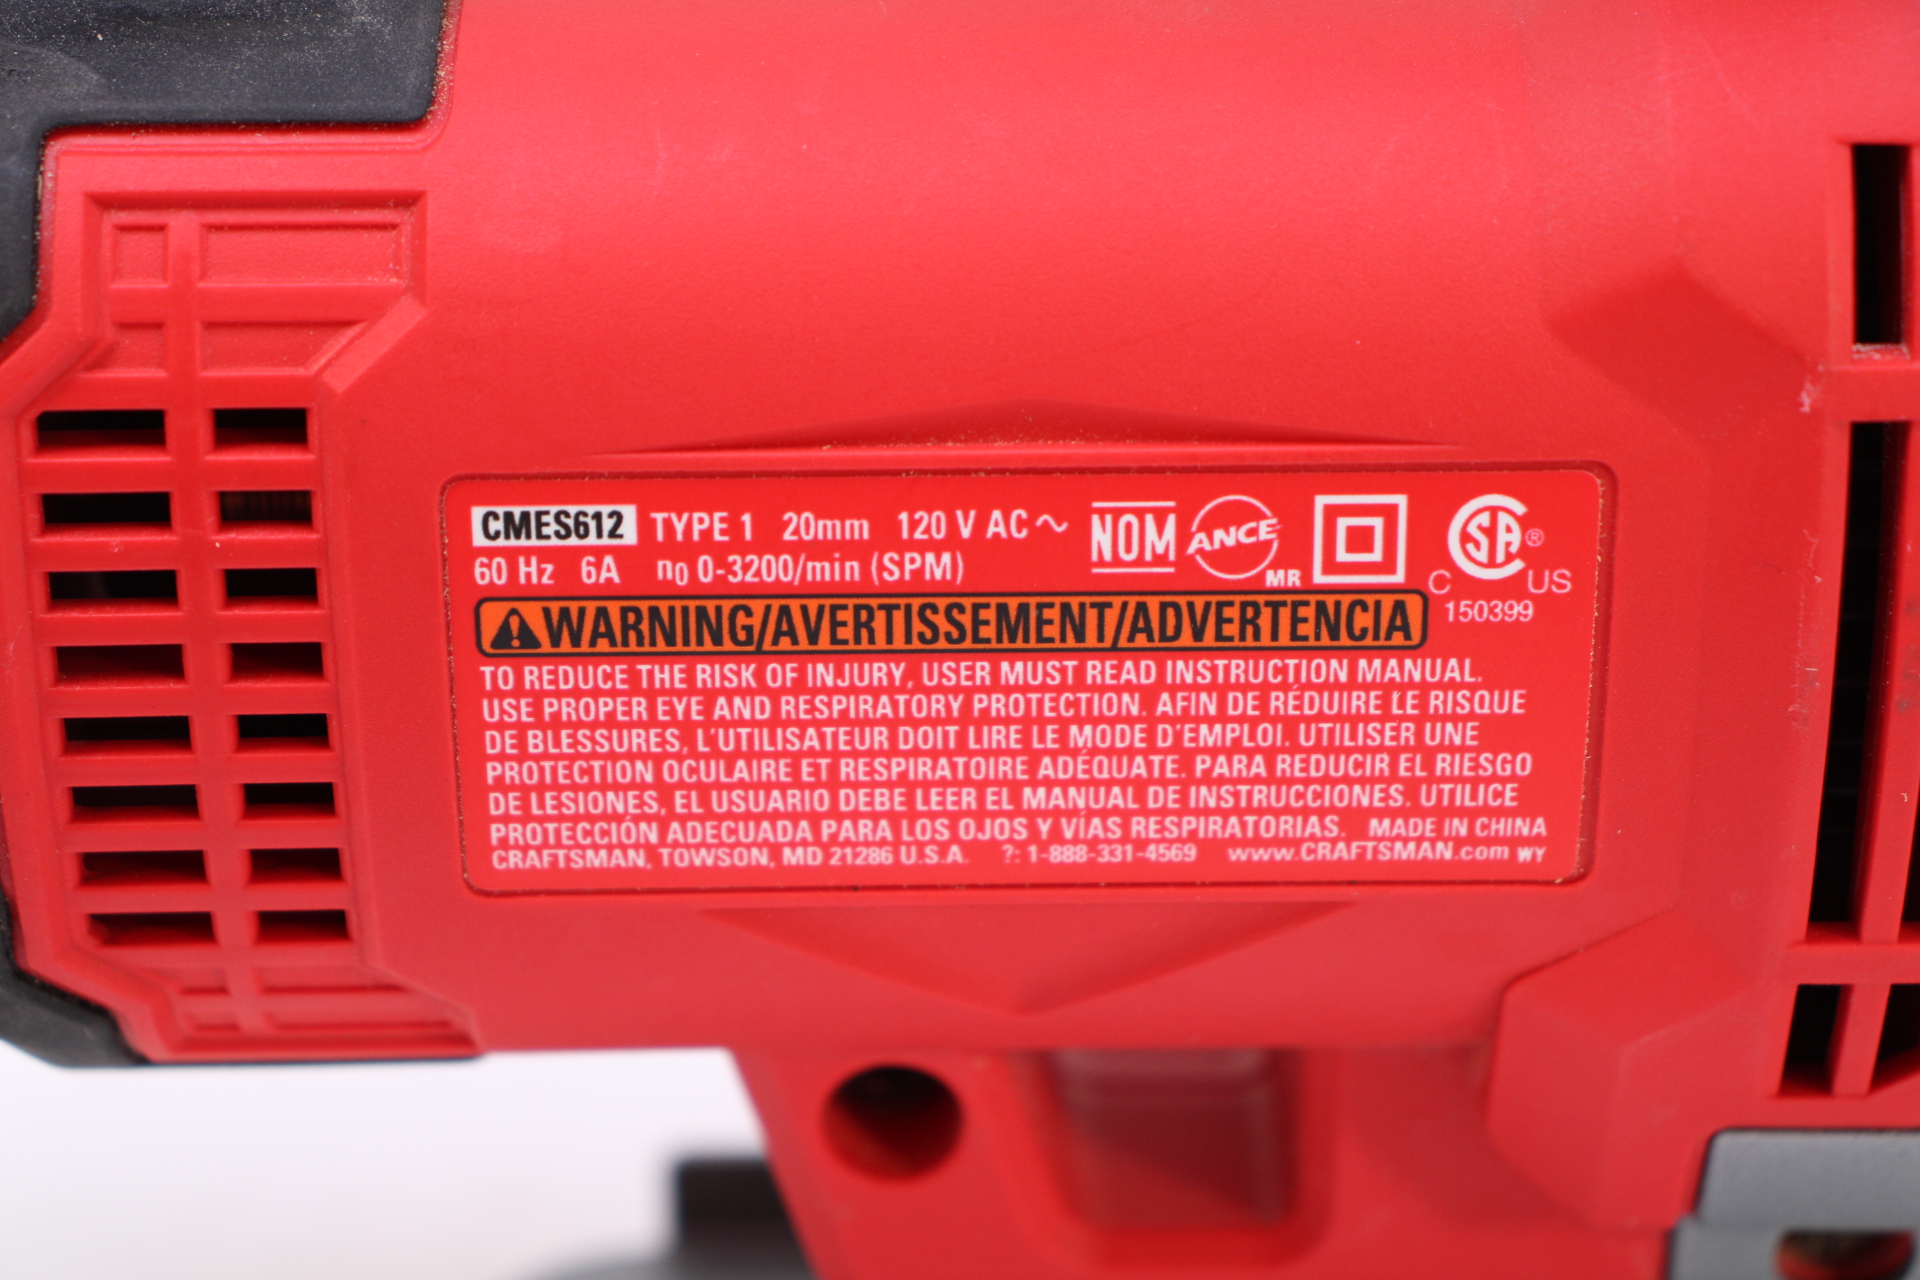 CMES612 TYPE 1 20mm 120 V AC ~ NOM ANCE MR CSA ®
60 Hz 6A n0 0-3200/min (SPM) C US
150399
WARNING/AVERTISSEMENT/ADVERTENCIA
TO REDUCE THE RISK OF INJURY, USER MUST READ INSTRUCTION MANUAL.
USE PROPER EYE AND RESPIRATORY PROTECTION. AFIN DE RÉDUIRE LE RISQUE
DE BLESSURES, L'UTILISATEUR DOIT LIRE LE MODE D'EMPLOI. UTILISER UNE
PROTECTION OCULAIRE ET RESPIRATOIRE ADÉQUATE. PARA REDUCIR EL RIESGO
DE LESIONES, EL USUARIO DEBE LEER EL MANUAL DE INSTRUCCIONES. UTILICE
PROTECCIÓN ADECUADA PARA LOS OJOS Y VÍAS RESPIRATORIAS. MADE IN CHINA
CRAFTSMAN, TOWSON, MD 21286 U.S.A. ?: 1-888-331-4569 www.CRAFTSMAN.com WY